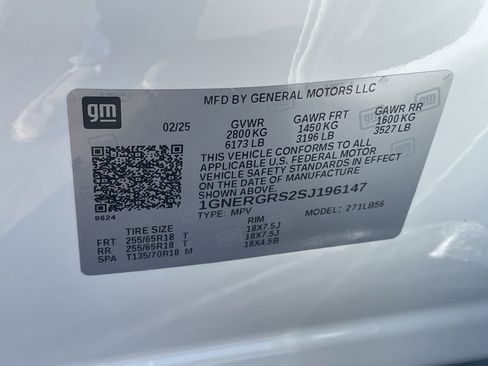 gm
MFD BY GENERAL MOTORS LLC
02/25 GVWR GAWR FRT GAWR RR
2800 KG 1450 KG 1600 KG
6173 LB 3196 LB 3527 LB
THIS VEHICLE CONFORMS TO ALL
APPLICABLE U.S. FEDERAL MOTOR
VEHICLE SAFETY STANDARDS IN EFFECT
ON THE DATE OF MANUFACTURE
SHOWN ABOVE.
1GNERGRS2SJ196147
8624 TYPE: MPV MODEL: 271LB56
TIRE SIZE RIM
FRT 255/65R18 T 18X7.5J
RR 255/65R18 T 18X7.5J
SPA T135/70R18 M 18X4.5B